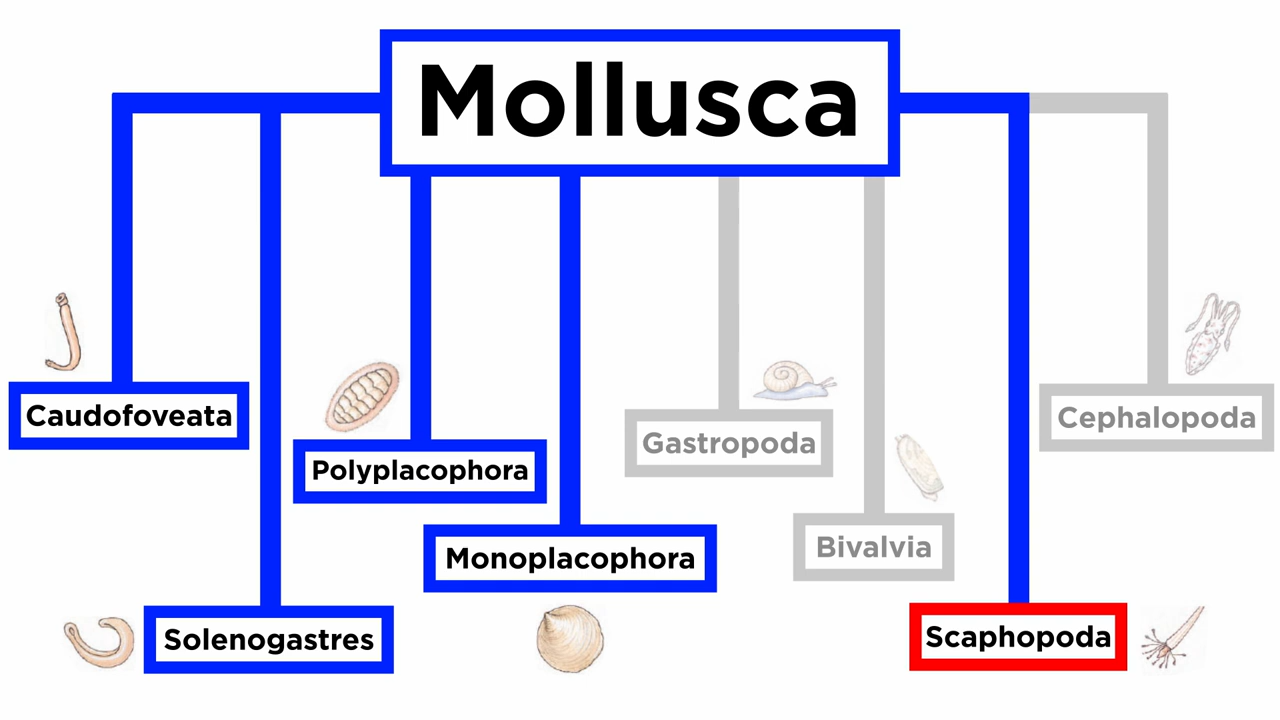 Mollusca
Caudofoveata
Cephalopoda
Gastropoda
Polyplacophora
Bivalvia
Monoplacophora
Scaphopoda
Solenogastres